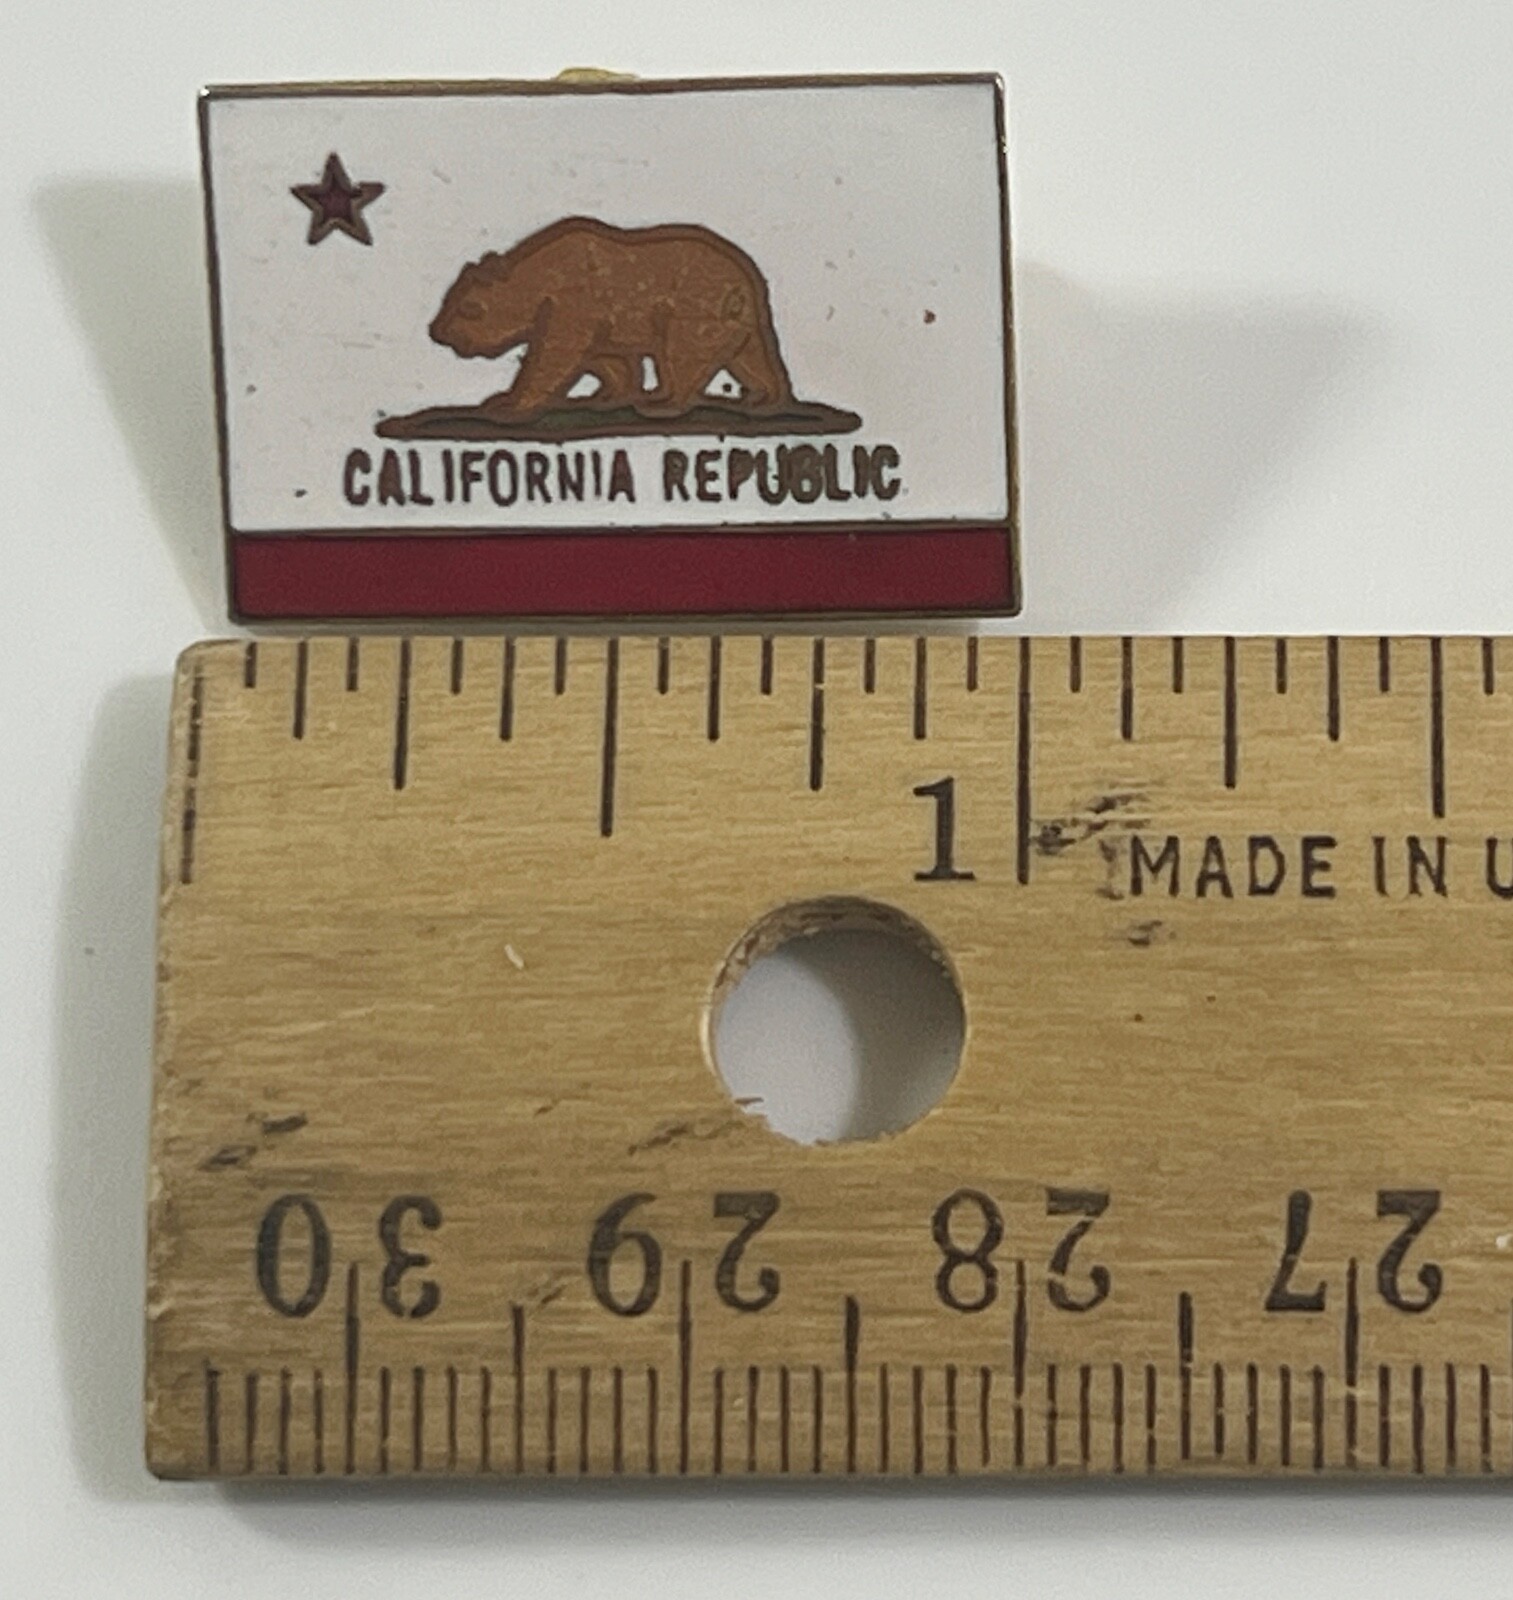 CALIFORNIA REPUBLIC
1
MADE IN U
30 29 28 27